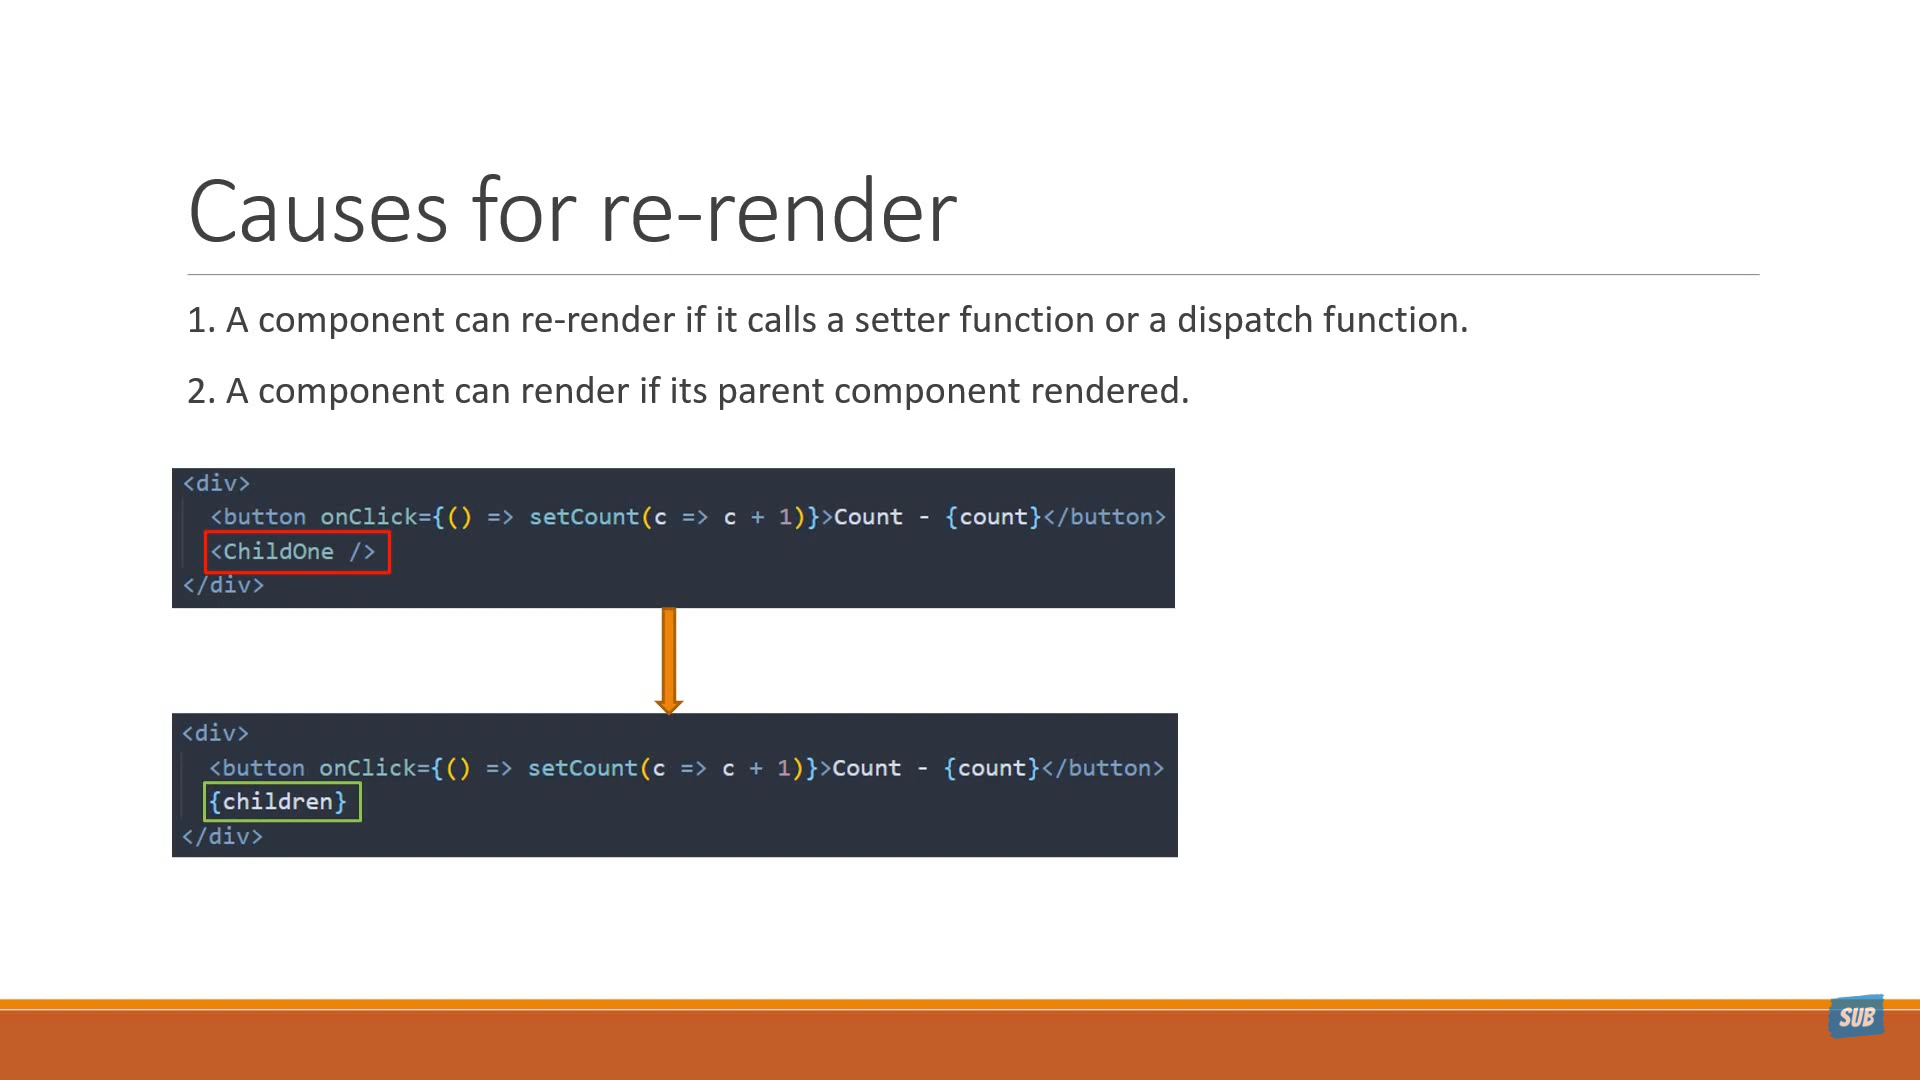 Causes for re-render
1. A component can re-render if it calls a setter function or a dispatch function.
2. A component can render if its parent component rendered.
<div>
<button onClick={() => setCount(c => c + 1)}>Count - {count}</button>
<ChildOne />
</div>
<div>
<button onClick={() => setCount(c => c + 1)}>Count - {count}</button>
{children}
</div>
SUB